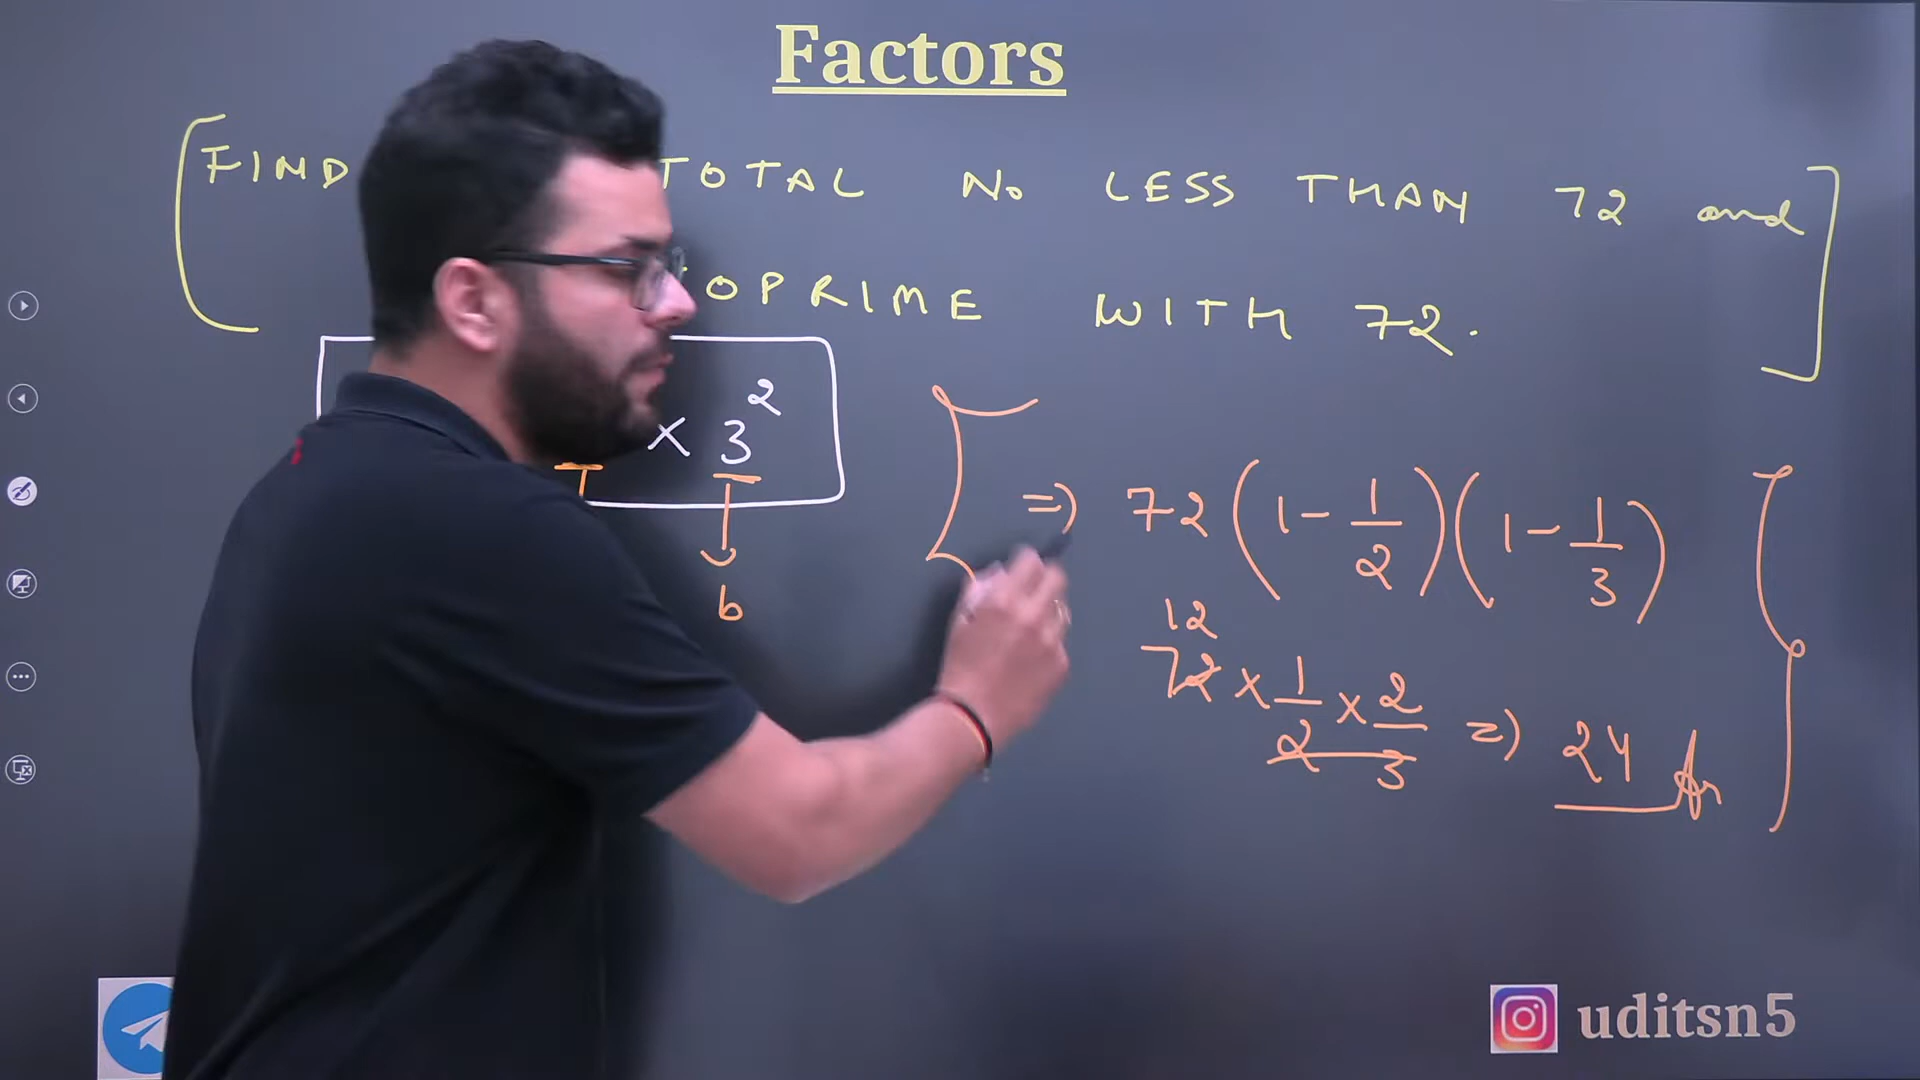 Factors
FIND TOTAL No LESS THAN 72 and
OPRIME WITH 72.
× 3²
b
=) 72(1-1/2)(1-1/3)
12
72 × 1/2 × 2/3 =) 24
uditsn5